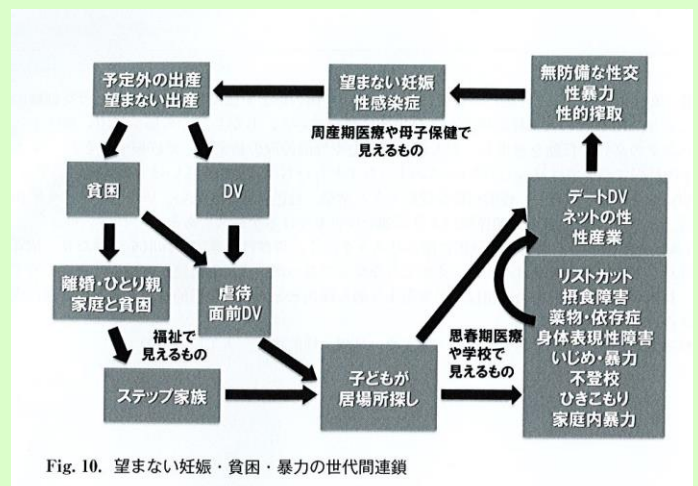 予定外の出産
望まない出産
望まない妊娠
性感染症
無防備な性交
性暴力
性的搾取
周産期医療や母子保健で
見えるもの
貧困
DV
デートDV
ネットの性
性産業
離婚・ひとり親
家庭と貧困
虐待
面前DV
福祉で
見えるもの
ステップ家族
子どもが
居場所探し
思春期医療
や学校で
見えるもの
リストカット
摂食障害
薬物・依存症
身体表現性障害
いじめ・暴力
不登校
ひきこもり
家庭内暴力
Fig. 10. 望まない妊娠・貧困・暴力の世代間連鎖